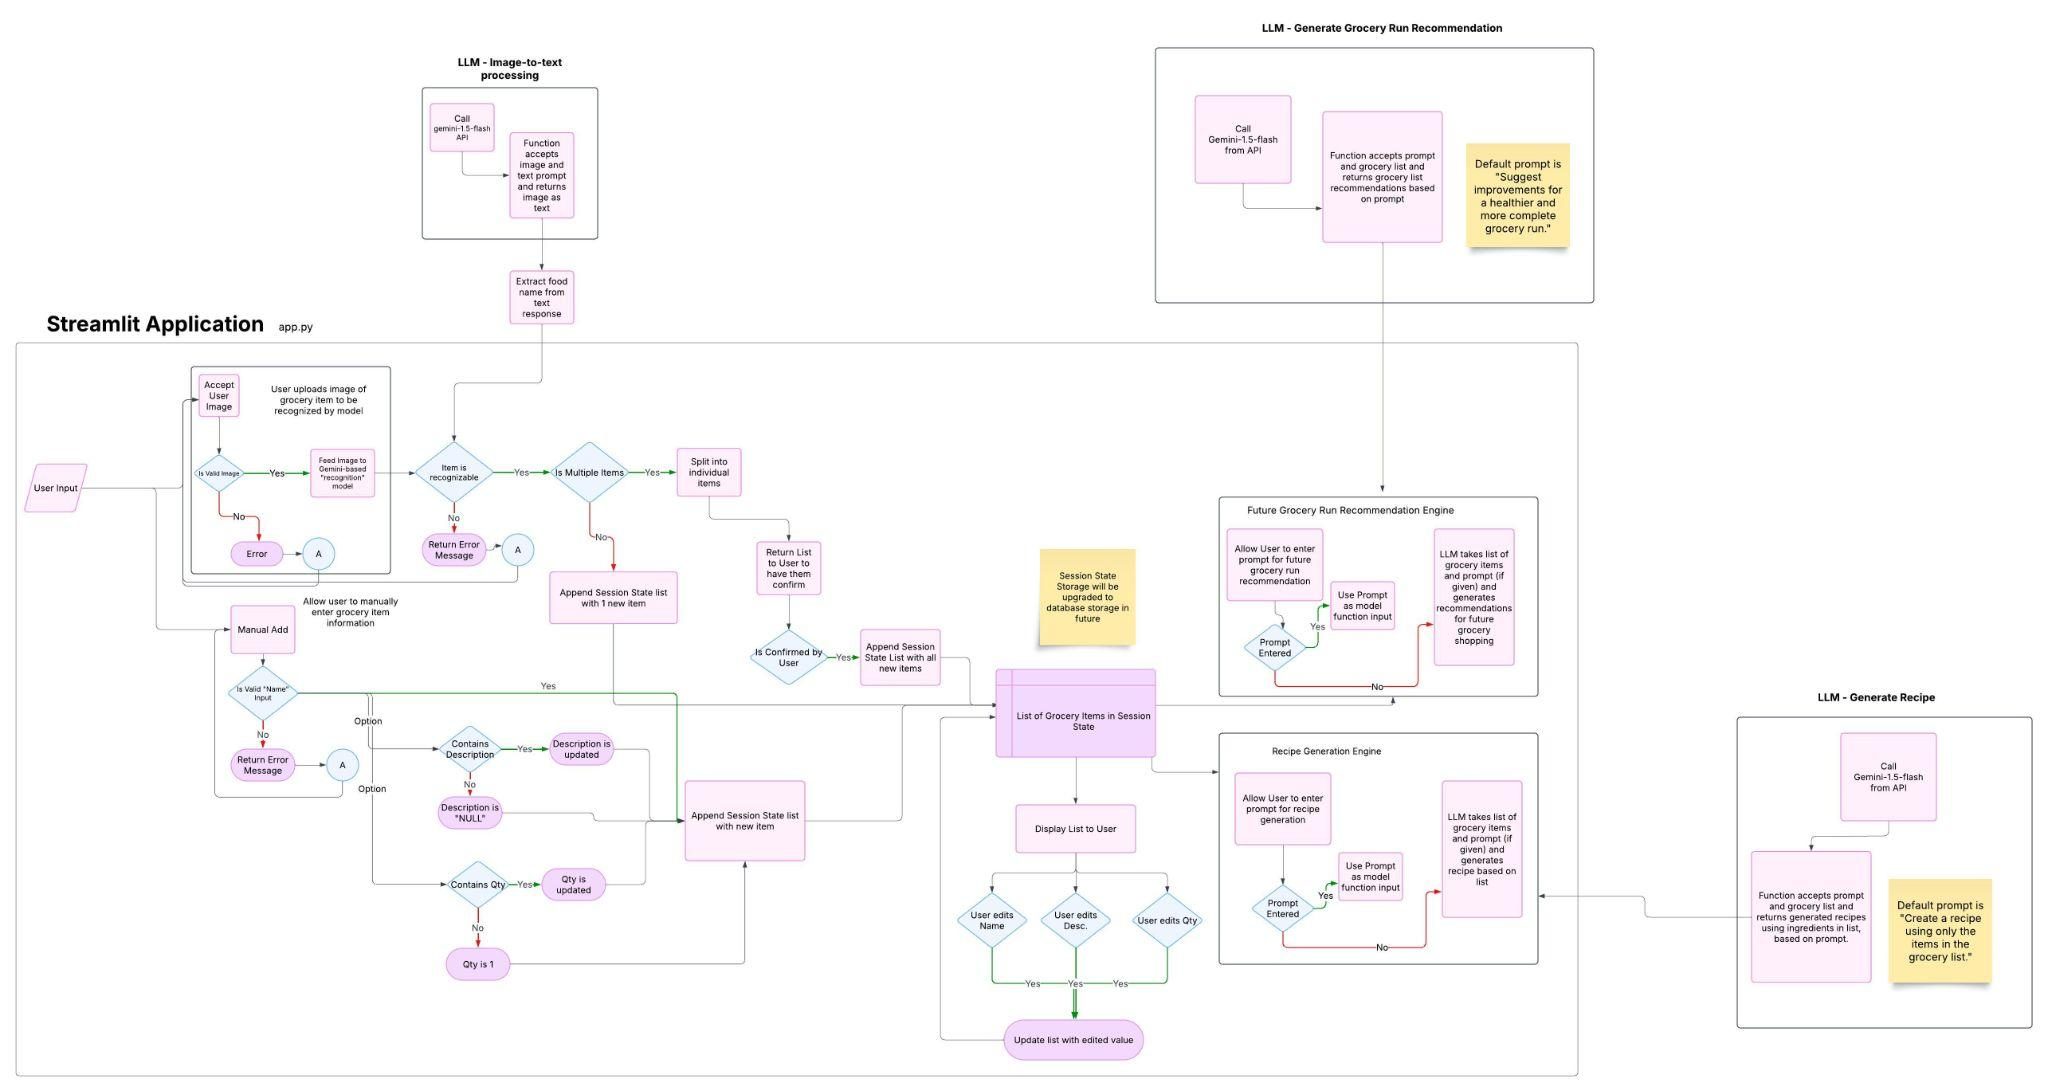 LLM - Generate Grocery Run Recommendation
LLM - Image-to-text
processing
Call
gemini-1.5-flash
API
Function
accepts
image and
text prompt
and returns
image as
text
Call
Gemini-1.5-flash
from API
Function accepts prompt
and grocery list and
returns grocery list
recommendations based
on prompt
Default prompt is
"Suggest
improvements for
a healthier and
more complete
grocery run."
Extract food
name from
text
response
Streamlit Application
app.py
Accept
User
Image
User uploads image of
grocery item to be
recognized by model
User Input
Is Valid Image
Yes
Feed Image to
Gemini-based
"recognition"
model
No
Error
A
Item is
recognizable
Yes
No
Return Error
Message
A
Is Multiple Items
Yes
No
Split into
individual
items
Append Session State list
with 1 new item
Return List
to User to
have them
confirm
Is Confirmed by
User
Yes
Append Session
State List with all
new items
Session State
Storage will be
upgraded to
database storage in
future
Allow user to manually
enter grocery item
information
Manual Add
Is Valid "Name"
Input
Yes
No
Return Error
Message
A
Option
Option
Contains
Description
Yes
Description is
updated
No
Description is
"NULL"
Contains Qty
Yes
Qty is
updated
No
Qty is 1
Append Session State list
with new item
List of Grocery Items in Session
State
Display List to User
User edits
Name
User edits
Desc.
User edits Qty
Yes
Yes
Yes
Update list with edited value
Future Grocery Run Recommendation Engine
Allow User to enter
prompt for future
grocery run
recommendation
Prompt
Entered
Yes
Use Prompt
as model
function input
No
LLM takes list of
grocery items
and prompt (if
given) and
generates
recommendations
for future
grocery
shopping
Recipe Generation Engine
Allow User to enter
prompt for recipe
generation
Prompt
Entered
Yes
Use Prompt
as model
function input
No
LLM takes list of
grocery items
and prompt (if
given) and
generates
recipe based on
list
LLM - Generate Recipe
Call
Gemini-1.5-flash
from API
Function accepts prompt
and grocery list and
returns generated recipes
using ingredients in list,
based on prompt.
Default prompt is
"Create a recipe
using only the
items in the
grocery list."